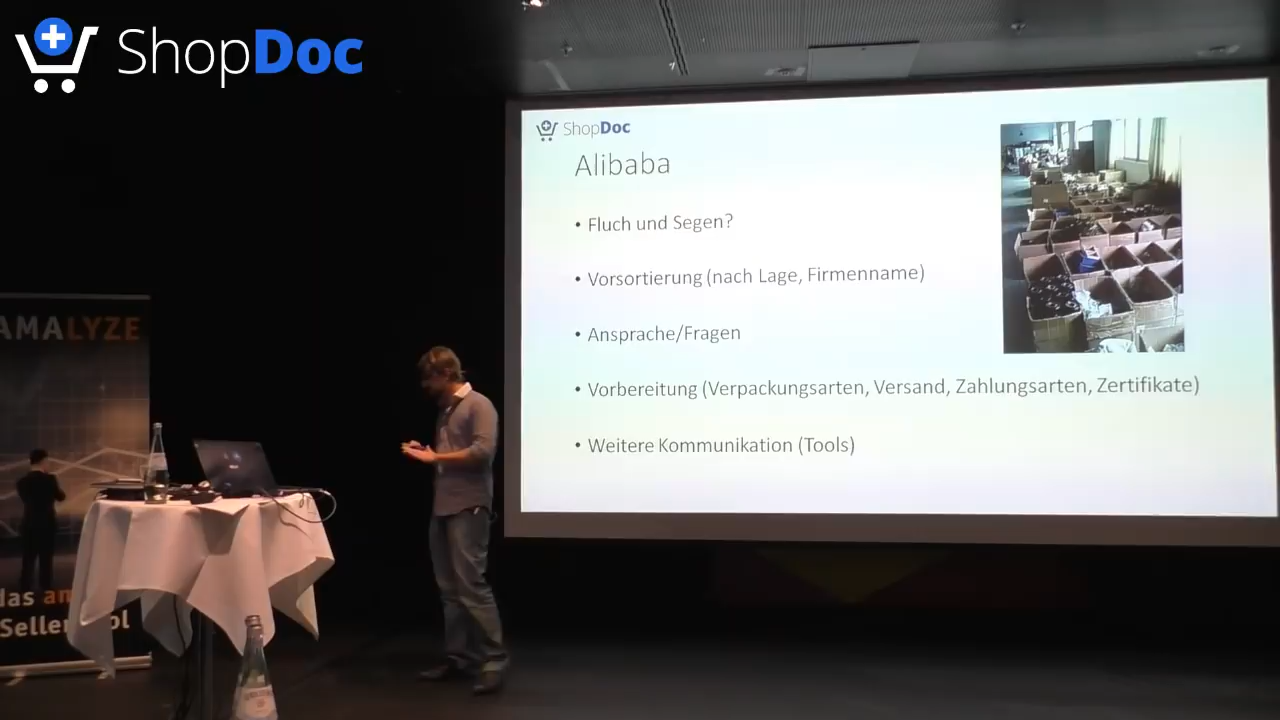 ShopDoc
ShopDoc
Alibaba
• Fluch und Segen?
• Vorsortierung (nach Lage, Firmenname)
• Ansprache/Fragen
• Vorbereitung (Verpackungsarten, Versand, Zahlungsarten, Zertifikate)
• Weitere Kommunikation (Tools)
AMALYZE
das
Seller